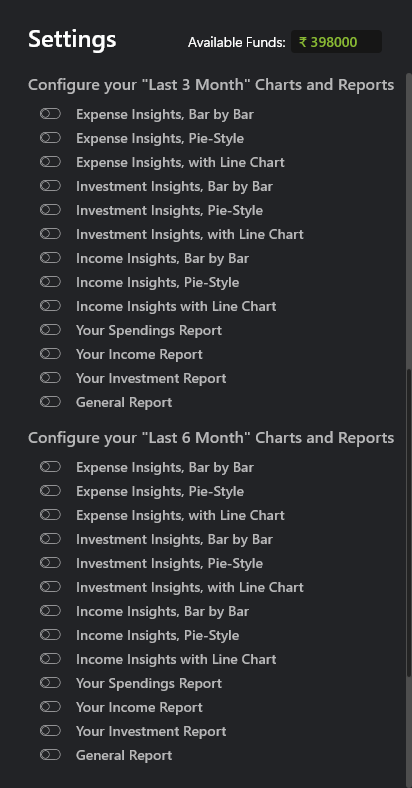 Settings
Available Funds: ₹ 398000
Configure your "Last 3 Month" Charts and Reports
Expense Insights, Bar by Bar
Expense Insights, Pie-Style
Expense Insights, with Line Chart
Investment Insights, Bar by Bar
Investment Insights, Pie-Style
Investment Insights, with Line Chart
Income Insights, Bar by Bar
Income Insights, Pie-Style
Income Insights with Line Chart
Your Spendings Report
Your Income Report
Your Investment Report
General Report
Configure your "Last 6 Month" Charts and Reports
Expense Insights, Bar by Bar
Expense Insights, Pie-Style
Expense Insights, with Line Chart
Investment Insights, Bar by Bar
Investment Insights, Pie-Style
Investment Insights, with Line Chart
Income Insights, Bar by Bar
Income Insights, Pie-Style
Income Insights with Line Chart
Your Spendings Report
Your Income Report
Your Investment Report
General Report